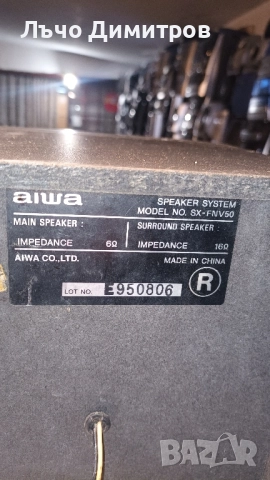 Лъчо Димитров
aiwa
SPEAKER SYSTEM
MODEL NO. SX-FNV50
MAIN SPEAKER :
SURROUND SPEAKER :
IMPEDANCE 6Ω
IMPEDANCE 16Ω
AIWA CO.,LTD.
MADE IN CHINA
LOT NO. E950806
R
BAZAR.BG